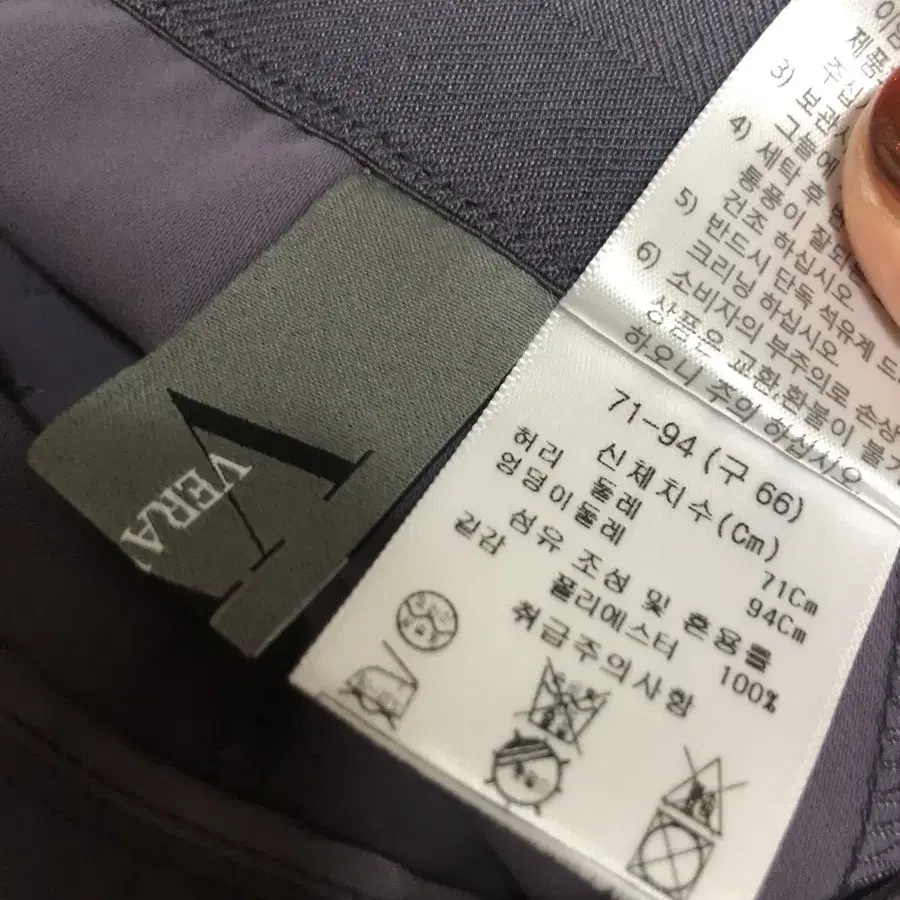 V
VERA
3) 보관시
그늘에
4) 세탁 후
통풍이 잘되
건조 하십시오.
5) 반드시 단독 석유계 드
크리닝 하십시오.
6) 소비자의 부주의로 손상
상품은 교환,환불이 불가
하오니 주의 하십시오.
71-94 (구 66)
신체치수(Cm)
허리 둘레 71Cm
엉덩이둘레 94Cm
섬유 조성 및 혼용률
겉감 폴리에스터 100%
취급주의사항